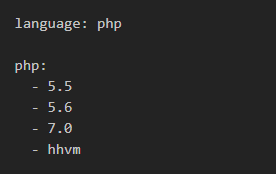 language: php
php:
  - 5.5
  - 5.6
  - 7.0
  - hhvm